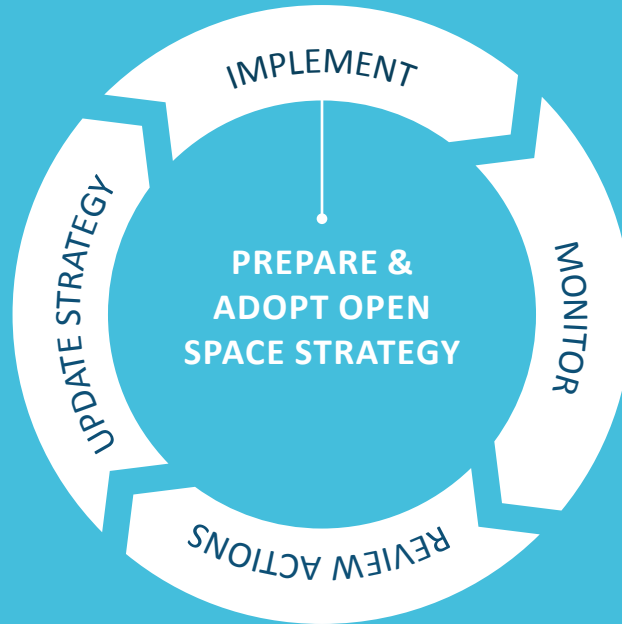 IMPLEMENT
MONITOR
REVIEW ACTIONS
UPDATE STRATEGY
PREPARE &
ADOPT OPEN
SPACE STRATEGY